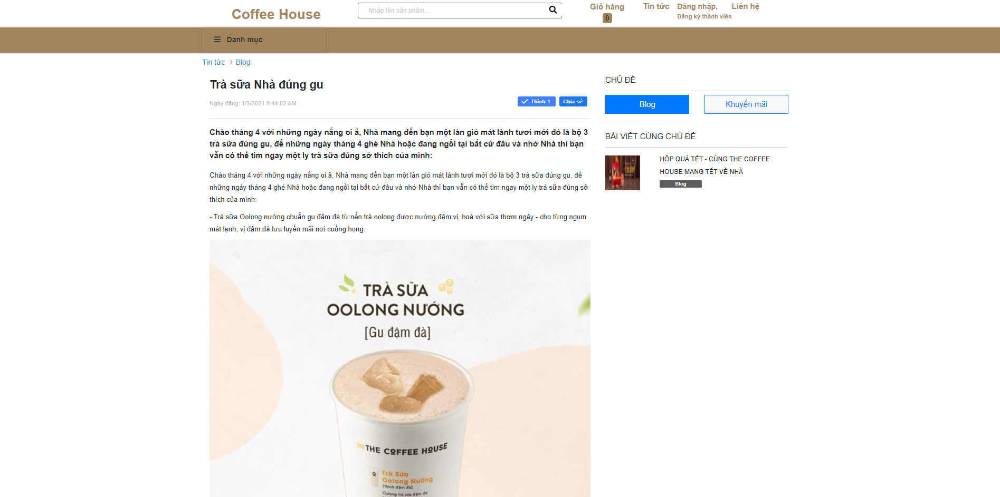 Coffee House
Nhập tên sản phẩm...
Giỏ hàng
0
Tin tức
Đăng nhập,
Đăng ký thành viên
Liên hệ
Danh mục
Tin tức › Blog
Trà sữa Nhà đúng gu
Ngày đăng: 1/3/2021 9:44:02 AM
Thích 1
Chia sẻ
Chào tháng 4 với những ngày nắng oi ả, Nhà mang đến bạn một làn gió mát lành tươi mới đó là bộ 3
trà sữa đúng gu, để những ngày tháng 4 ghé Nhà hoặc đang ngồi tại bất cứ đâu và nhớ Nhà thì bạn
vẫn có thể tìm ngay một ly trà sữa đúng sở thích của mình:
Chào tháng 4 với những ngày nắng oi ả, Nhà mang đến bạn một làn gió mát lành tươi mới đó là bộ 3 trà sữa đúng gu, để
những ngày tháng 4 ghé Nhà hoặc đang ngồi tại bất cứ đâu và nhớ Nhà thì bạn vẫn có thể tìm ngay một ly trà sữa đúng sở
thích của mình:
- Trà sữa Oolong nướng chuẩn gu đậm đà từ nền trà oolong được nướng đậm vị, hoà với sữa thơm ngậy - cho từng ngụm
mát lạnh, vị đậm đà lưu luyến mãi nơi cuống họng.
TRÀ SỮA
OOLONG NƯỚNG
[Gu đậm đà]
IN THE COFFEE HOUSE
Trà Sữa
Oolong Nướng
[thính đậm đà]
Oolong trà sữa đậm đà
CHỦ ĐỀ
Blog
Khuyến mãi
BÀI VIẾT CÙNG CHỦ ĐỀ
HỘP QUÀ TẾT - CÙNG THE COFFEE
HOUSE MANG TẾT VỀ NHÀ
Blog